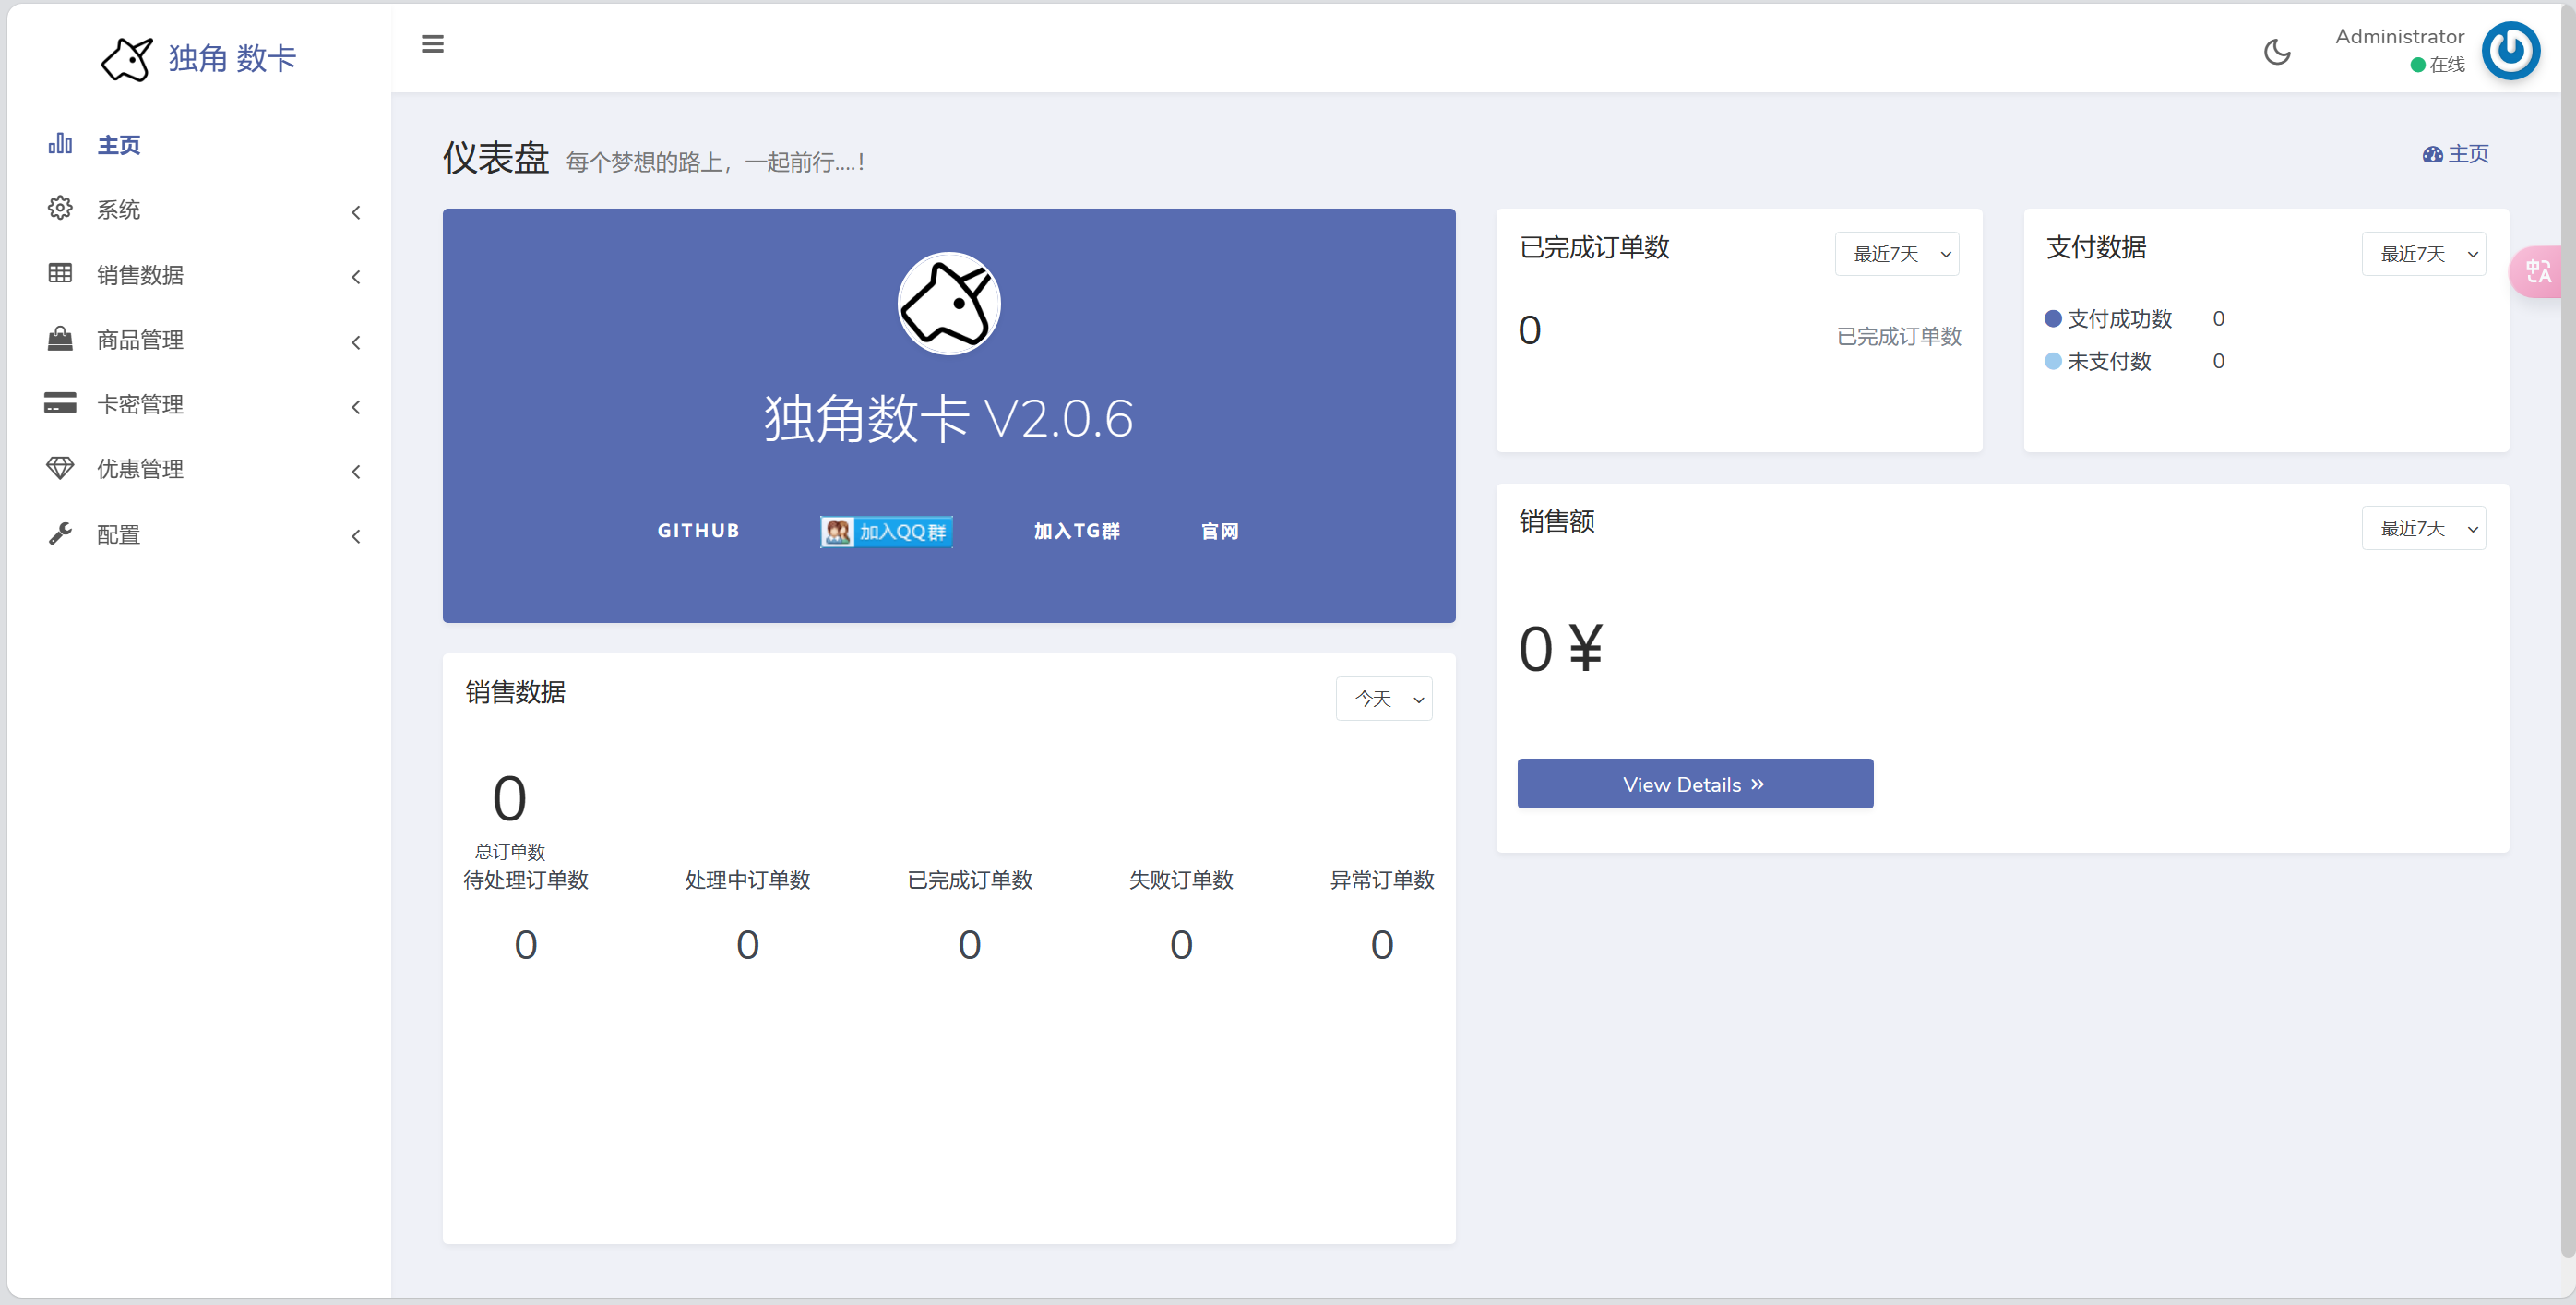 独角 数卡
Administrator
在线
主页
系统
销售数据
商品管理
卡密管理
优惠管理
配置
仪表盘 每个梦想的路上，一起前行....！
主页
独角数卡 V2.0.6
GITHUB 加入QQ群 加入TG群 官网
已完成订单数 最近7天
0 已完成订单数
支付数据 最近7天
支付成功数 0
未支付数 0
销售额 最近7天
0 ¥
View Details »
销售数据 今天
0
总订单数
待处理订单数 处理中订单数 已完成订单数 失败订单数 异常订单数
0 0 0 0 0
中 A